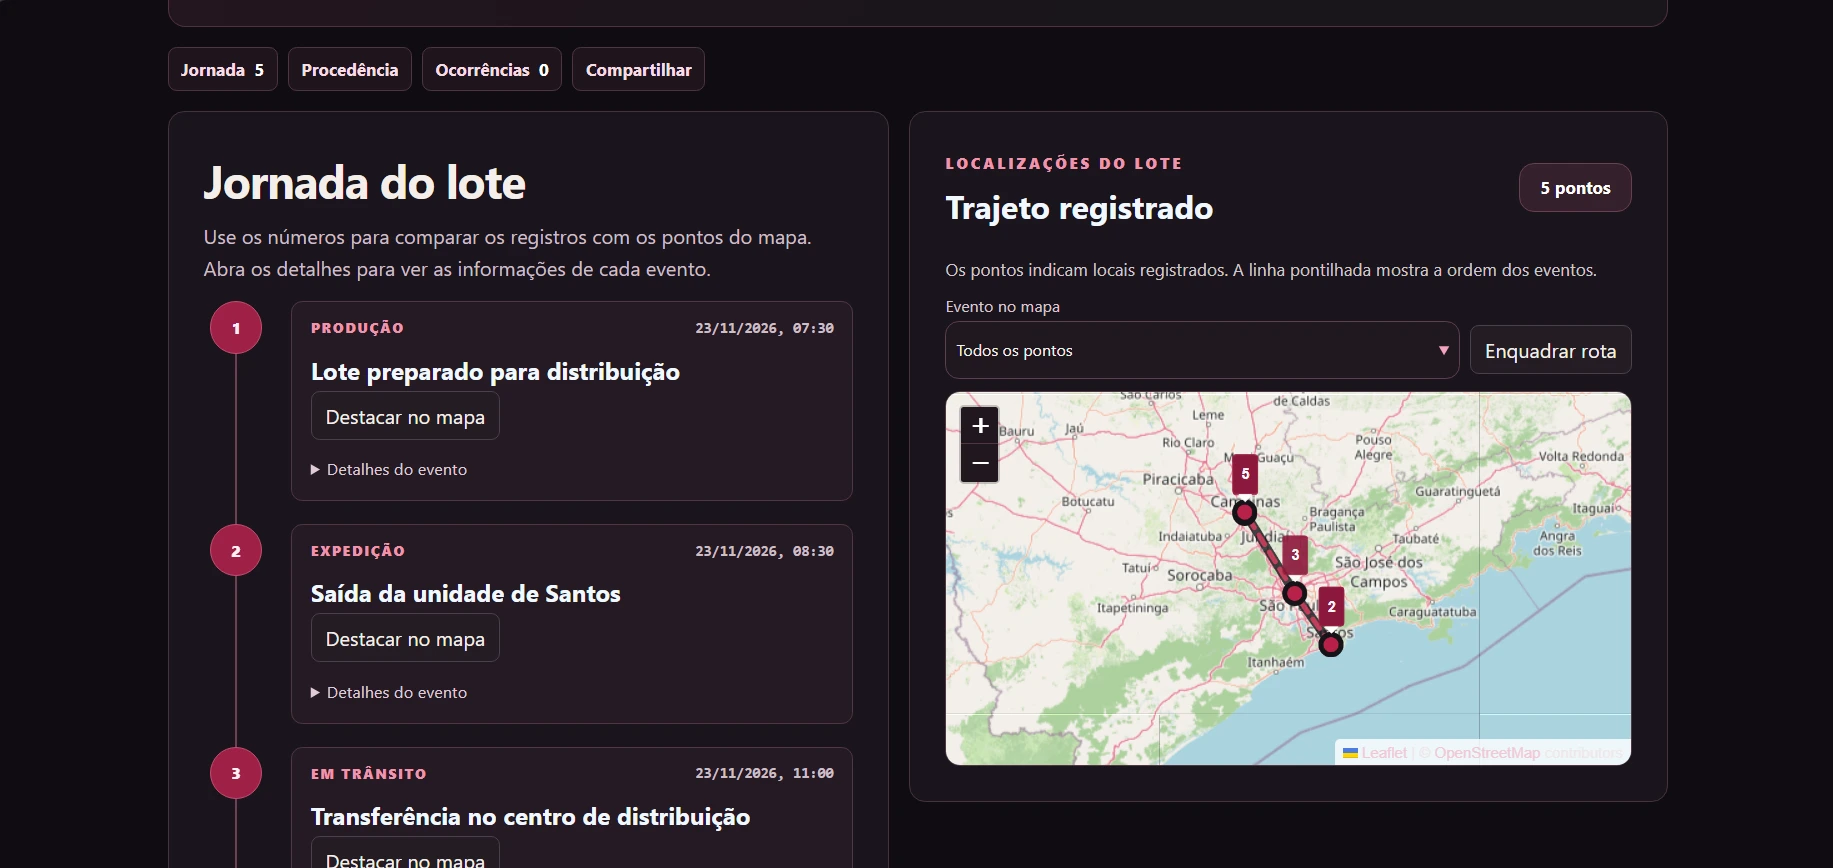 Jornada 5
Procedência
Ocorrências 0
Compartilhar
Jornada do lote
Use os números para comparar os registros com os pontos do mapa.
Abra os detalhes para ver as informações de cada evento.
1
PRODUÇÃO
23/11/2026, 07:30
Lote preparado para distribuição
Destacar no mapa
Detalhes do evento
2
EXPEDIÇÃO
23/11/2026, 08:30
Saída da unidade de Santos
Destacar no mapa
Detalhes do evento
3
EM TRÂNSITO
23/11/2026, 11:00
Transferência no centro de distribuição
Destacar no mapa
LOCALIZAÇÕES DO LOTE
Trajeto registrado
5 pontos
Os pontos indicam locais registrados. A linha pontilhada mostra a ordem dos eventos.
Evento no mapa
Todos os pontos
Enquadrar rota
+
−
São Carlos
de Caldas
Leme
Bauru
Jaú
Rio Claro
Pouso
Alegre
Volta Redonda
5
Piracicaba
Botucatu
Guaratinguetá
Bragança
Paulista
Itaguaí
Indaiatuba
Taubaté
Angra
dos Reis
3
Tatuí
Sorocaba
São José dos
Campos
Itapetininga
São
2
Caraguatatuba
Itanhaém
Leaflet | © OpenStreetMap contributors